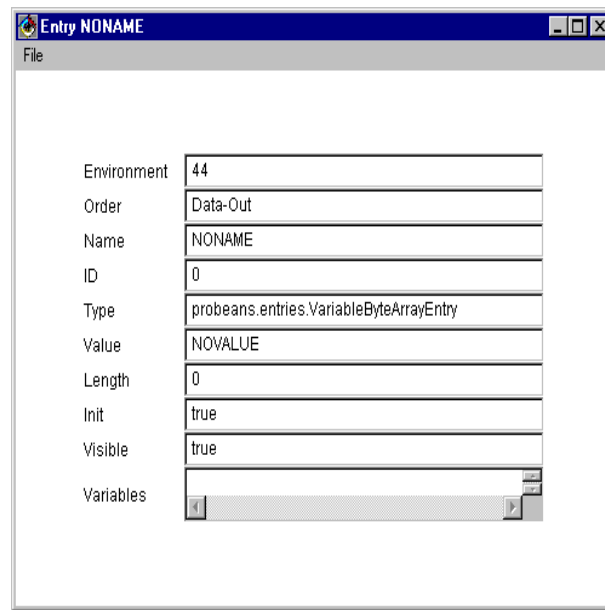 Entry NONAME
File
Environment 44
Order Data-Out
Name NONAME
ID 0
Type probeans.entries.VariableByteArrayEntry
Value NOVALUE
Length 0
Init true
Visible true
Variables